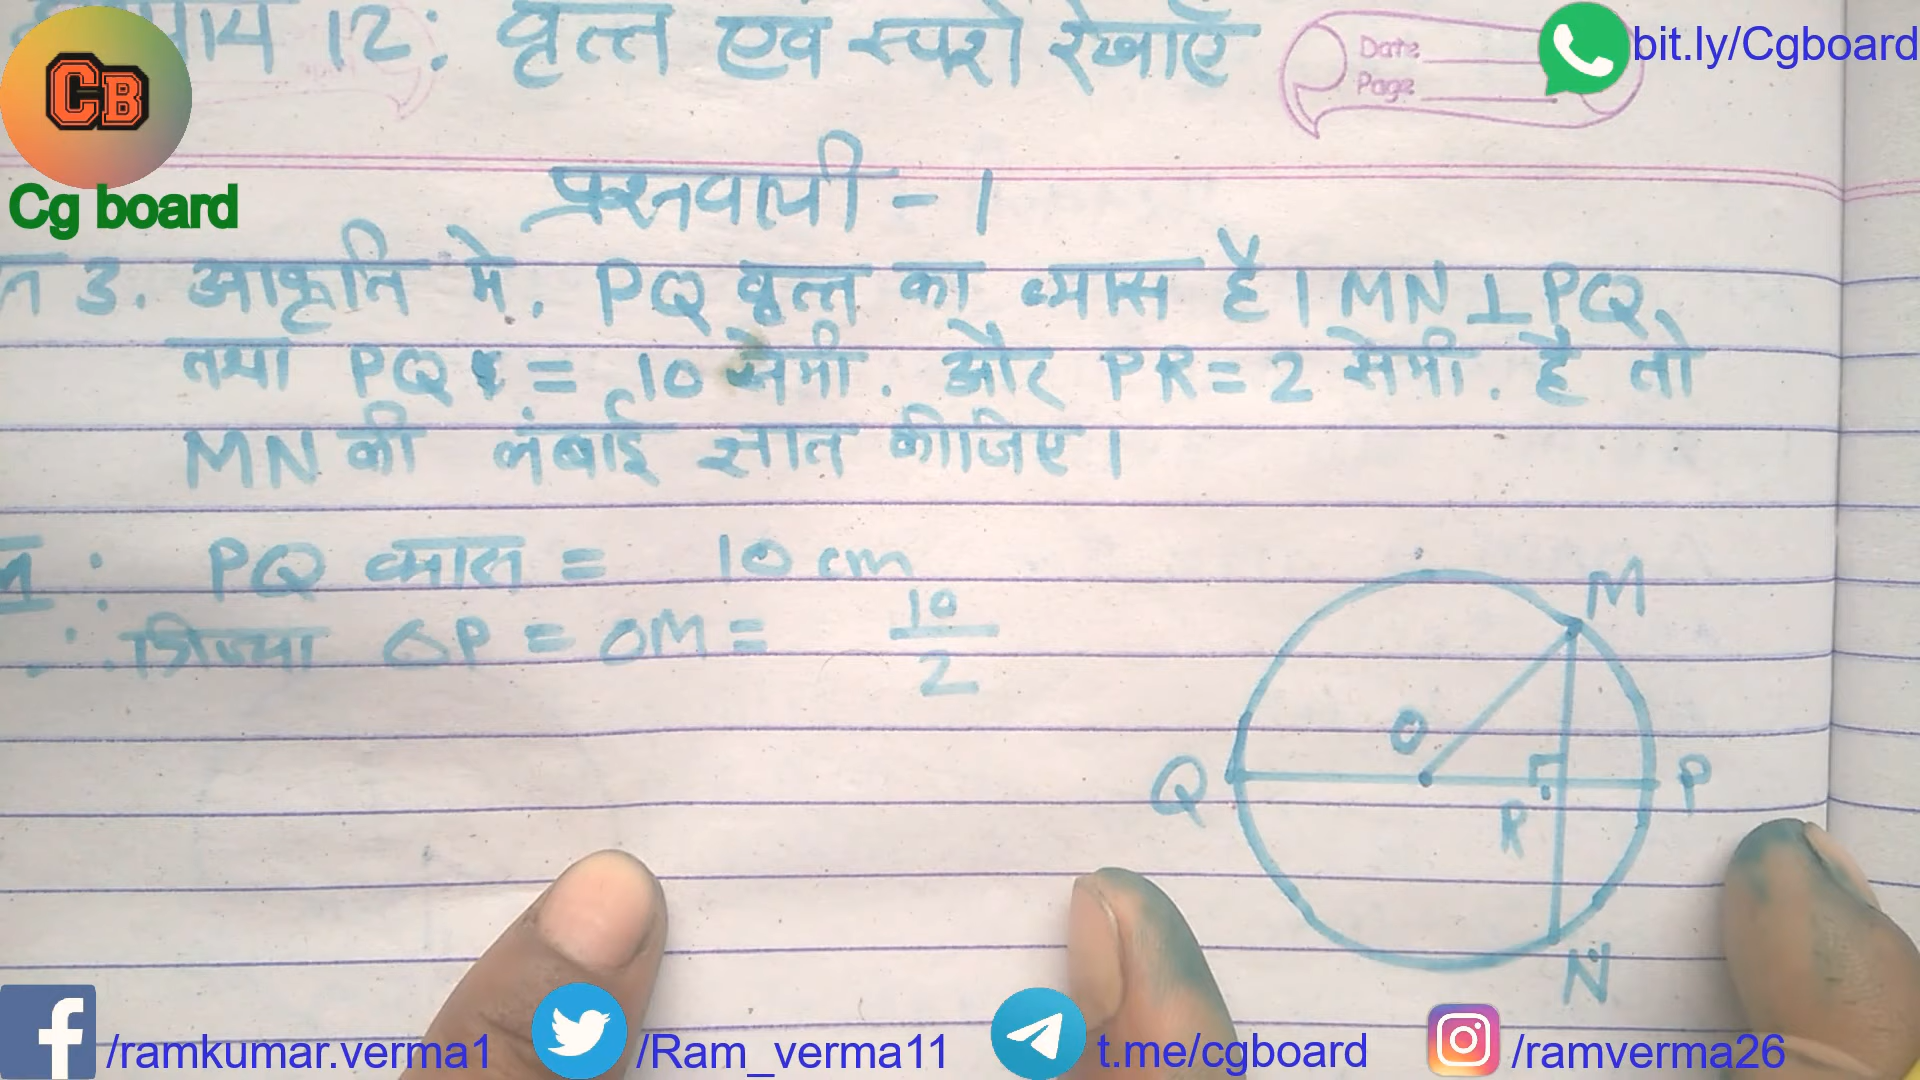 12: वृत्त एवं स्पर्श रेखाएँ
Date
Page
bit.ly/Cgboard
CB
Cg board
प्रश्नवाली - 1
3. आकृति मे. PQ वृत्त का व्यास है। MN⊥PQ
तथा PQ = 10 सेमी. और PR=2 सेमी. है तो
MN की लंबाई ज्ञात कीजिए।
: PQ व्यास = 10 cm
∴ त्रिज्या OP = OM = 10/2
M
O
Q
P
R
N
/ramkumar.verma1
/Ram_verma11
t.me/cgboard
/ramverma26